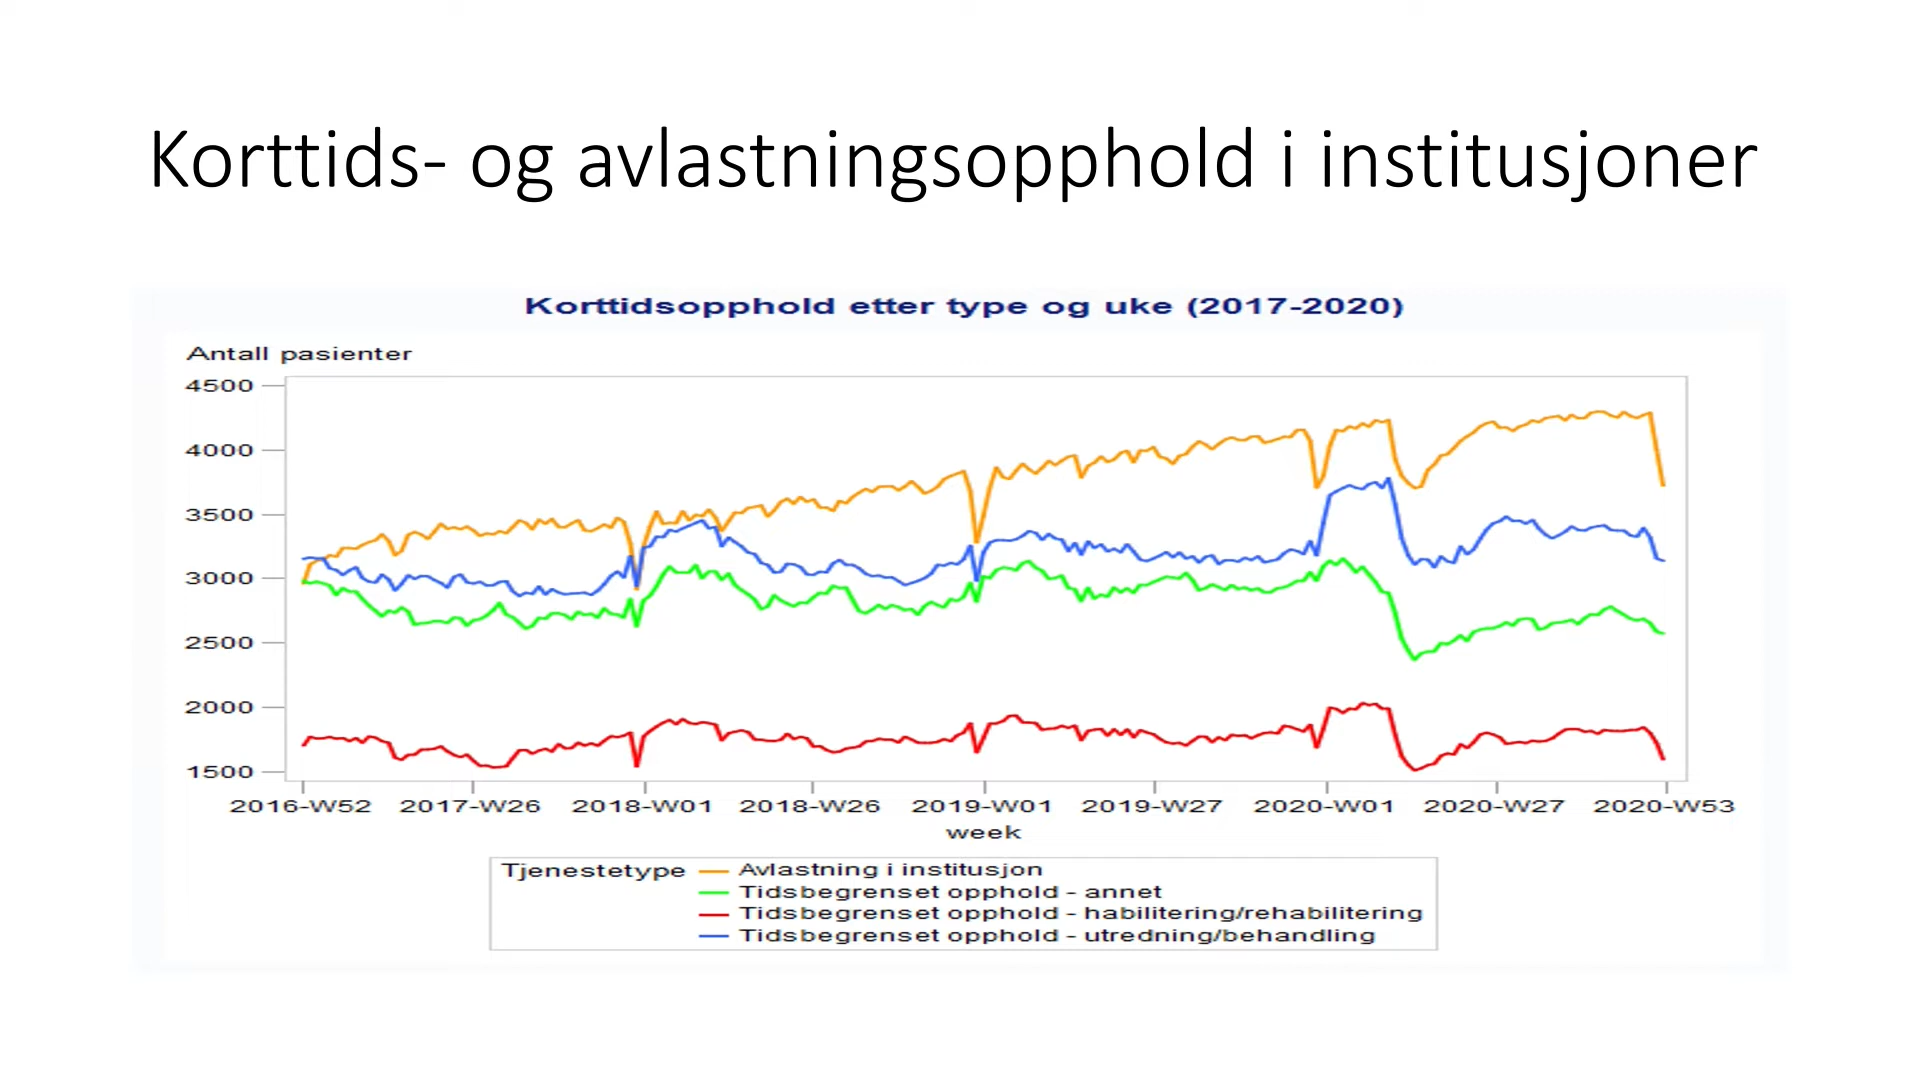 Korttids- og avlastningsopphold i institusjoner
Korttidsopphold etter type og uke (2017-2020)
Antall pasienter
4500
4000
3500
3000
2500
2000
1500
2016-W52 2017-W26 2018-W01 2018-W26 2019-W01 2019-W27 2020-W01 2020-W27 2020-W53
week
Tjenestetype Avlastning i institusjon
Tidsbegrenset opphold - annet
Tidsbegrenset opphold - habilitering/rehabilitering
Tidsbegrenset opphold - utredning/behandling